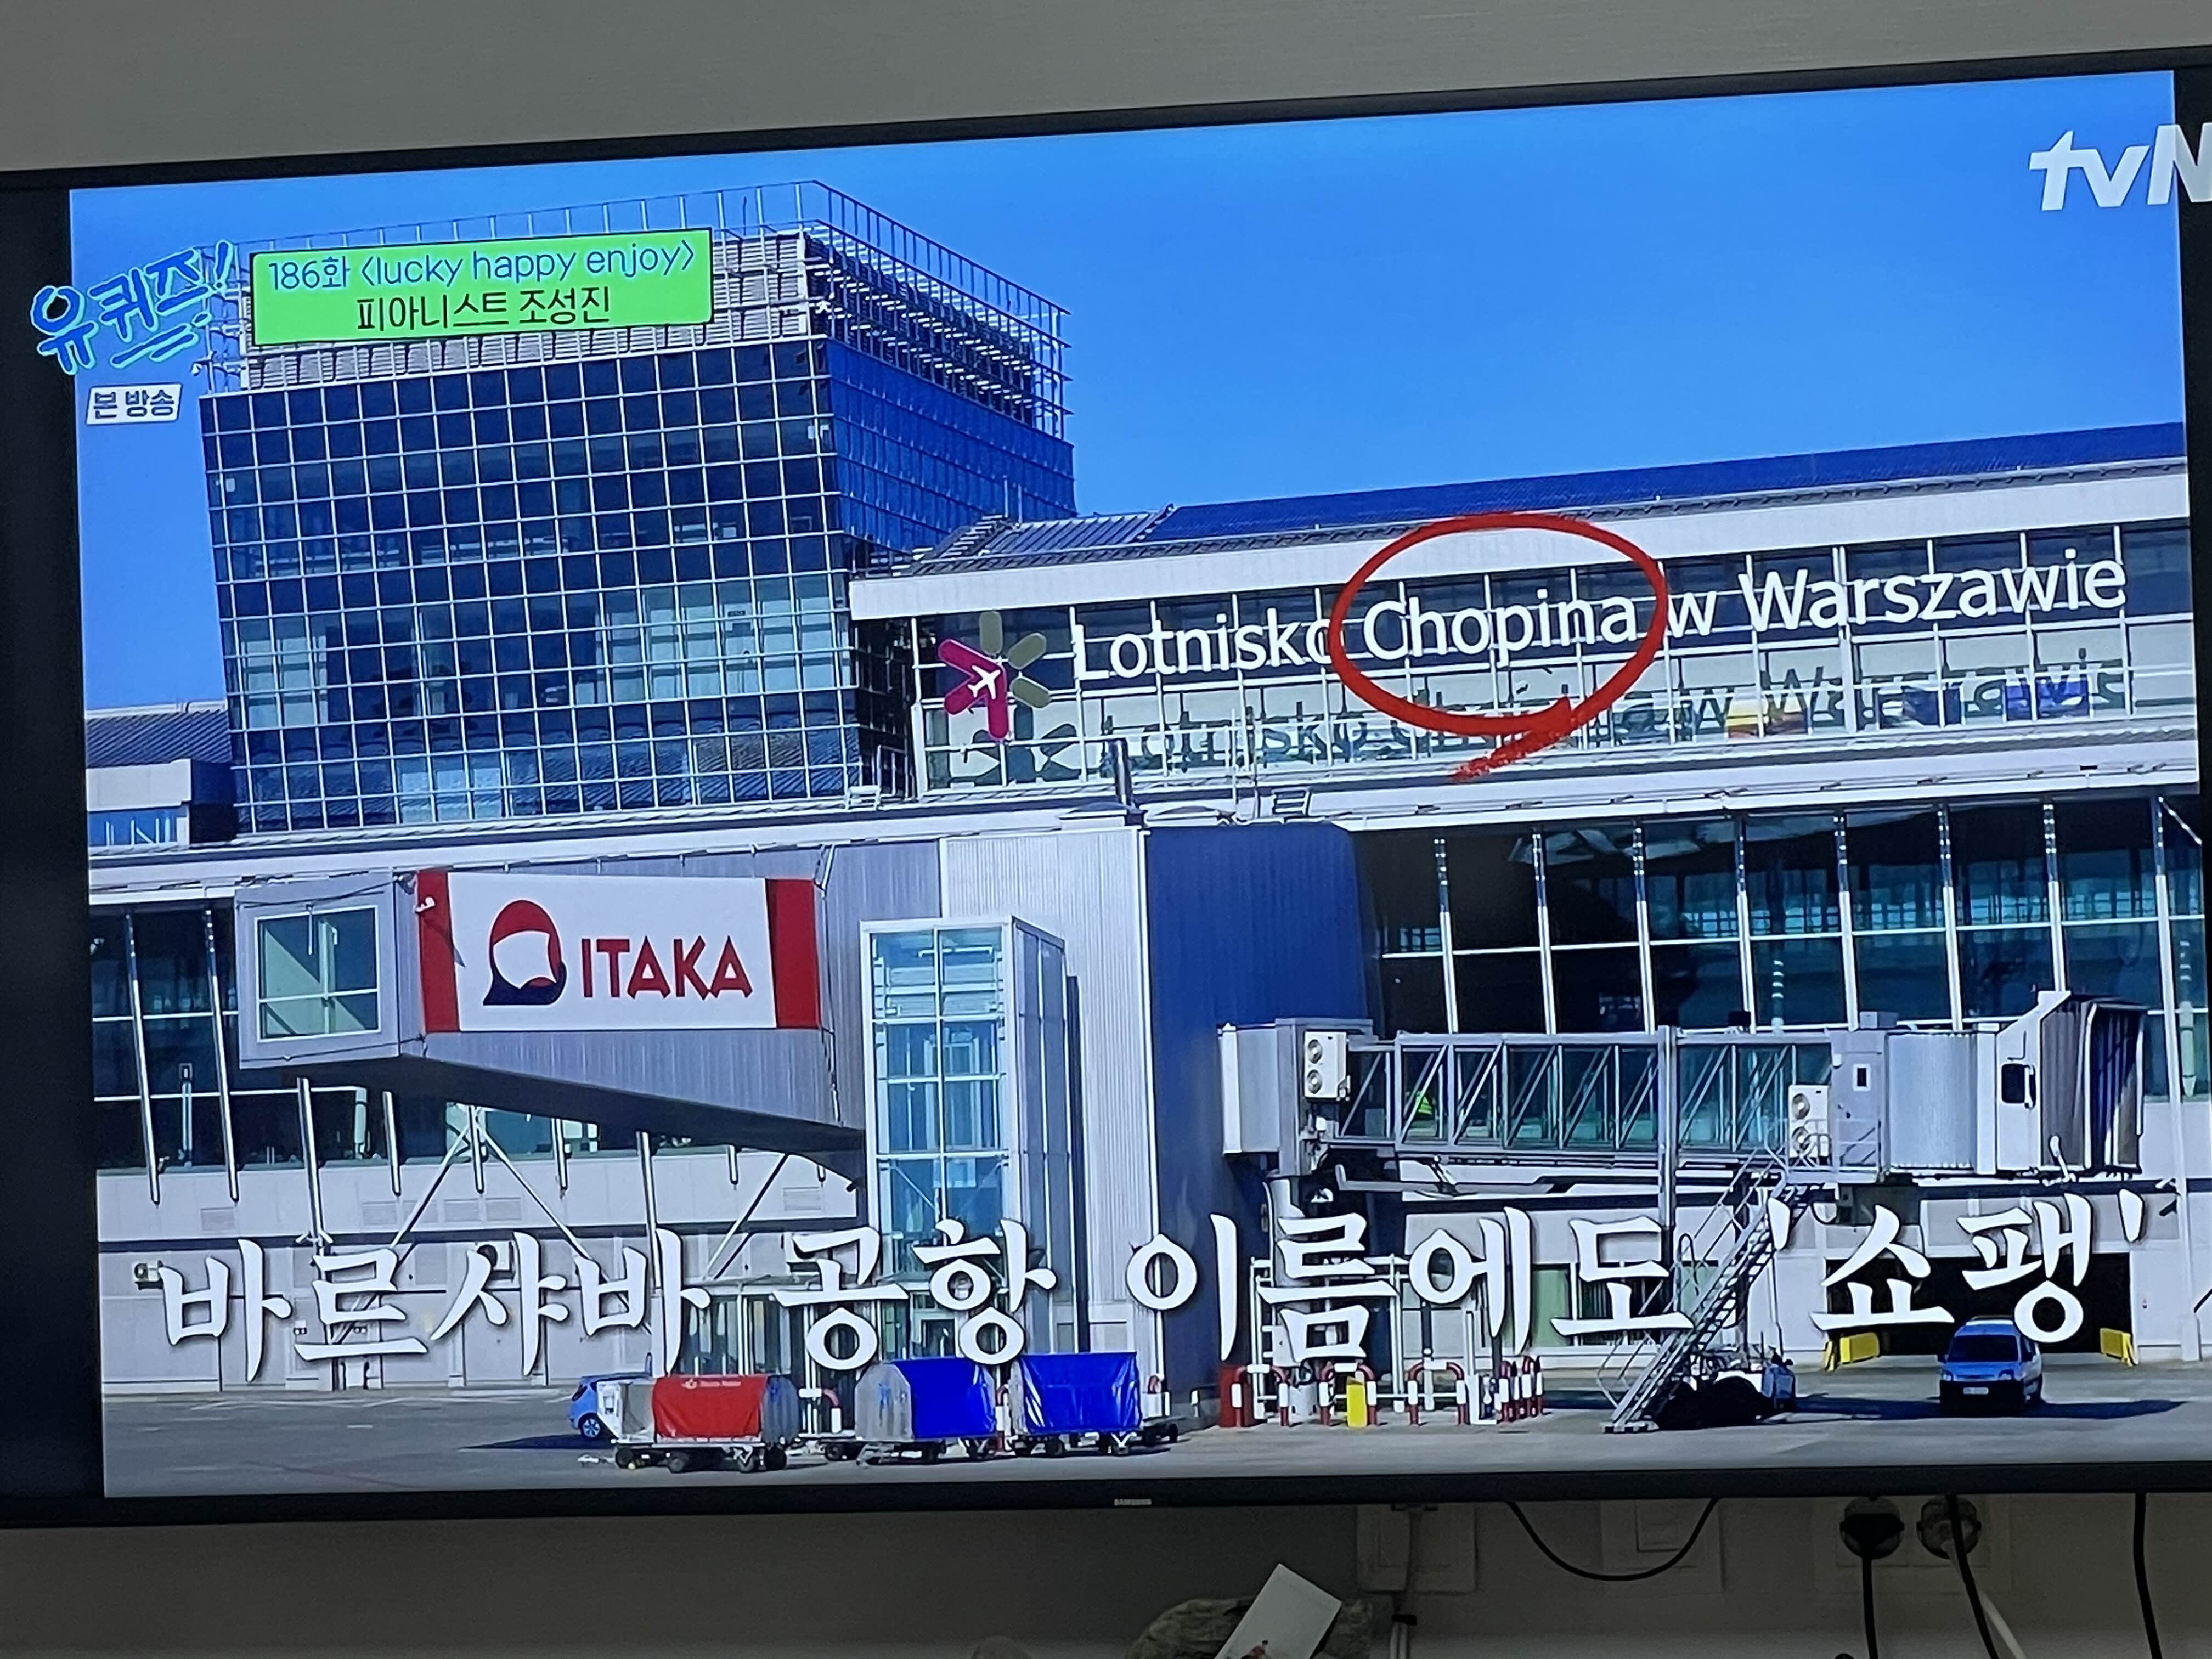 tvN
유퀴즈!
186화 <lucky happy enjoy>
피아니스트 조성진
본 방송
Lotnisko Chopina w Warszawie
ITAKA
바르샤바 공항 이름에도 '쇼팽'
SAMSUNG